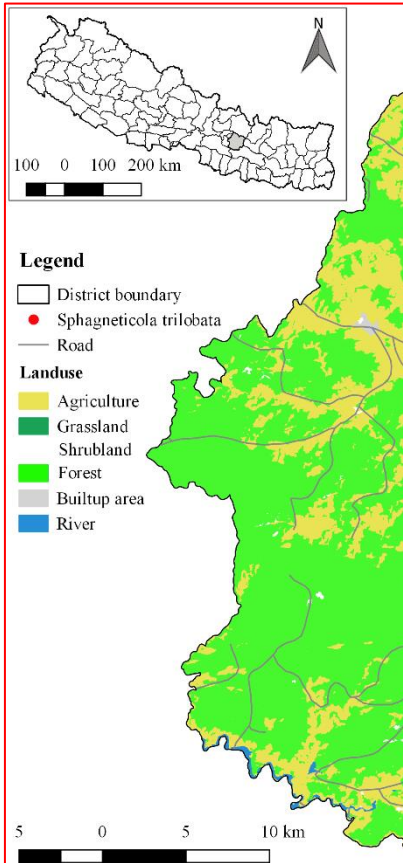 N
100 0 100 200 km
Legend
District boundary
Sphagneticola trilobata
Road
Landuse
Agriculture
Grassland
Shrubland
Forest
Builtup area
River
5 0 5 10 km